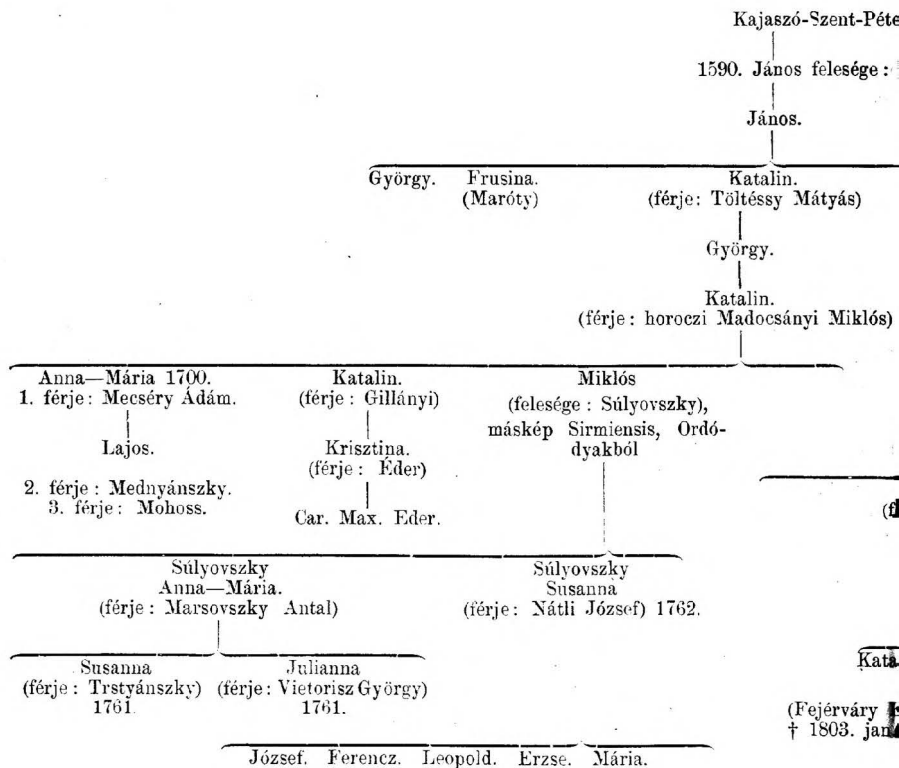 Kajaszó-Szent-Péte
1590. János felesége:
János.
György. Frusina. Katalin.
(Maróty) (férje: Töltéssy Mátyás)
György.
Katalin.
(férje: horoczi Madocsányi Miklós)
Anna—Mária 1700. Katalin. Miklós
1. férje: Mecséry Ádám. (férje: Gillányi) (felesége: Súlyovszky),
máskép Sirmiensis, Ordó-
Lajos. Krisztina. dyakból
(férje: Éder)
2. férje: Mednyánszky.
3. férje: Mohoss. Car. Max. Eder.
Súlyovszky Súlyovszky
Anna—Mária. Susanna
(férje: Marsovszky Antal) (férje: Nátli József) 1762.
Susanna Julianna Kata
(férje: Trstyánszky) (férje: Vietorisz György)
1761. 1761. (Fejérváry
† 1803. jan
József. Ferencz. Leopold. Erzse. Mária.